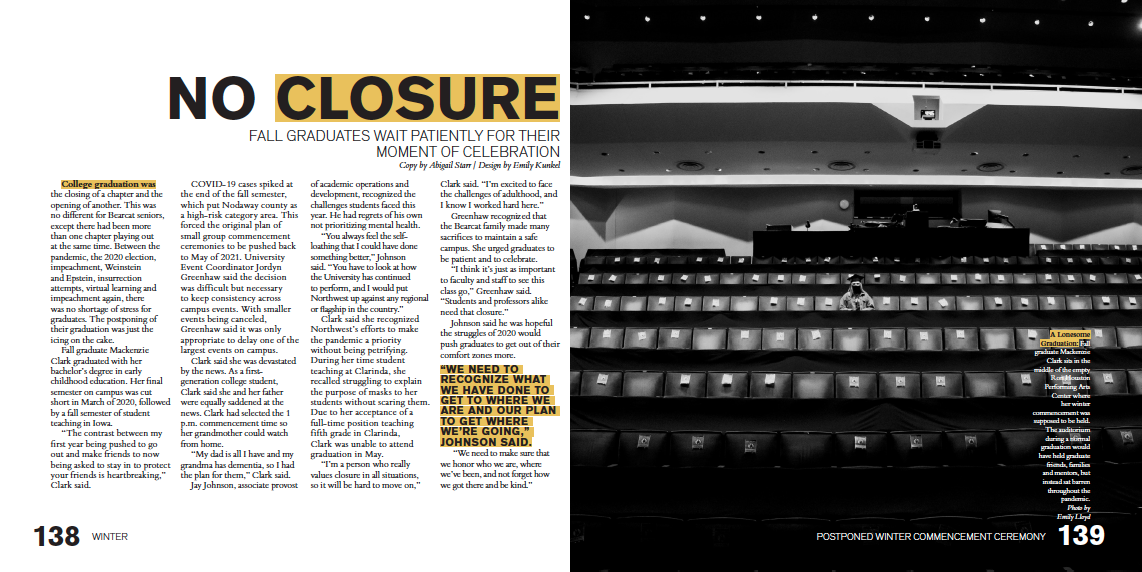 NO CLOSURE
FALL GRADUATES WAIT PATIENTLY FOR THEIR
MOMENT OF CELEBRATION
Copy by Abigail Starr / Design by Emily Kunkel
College graduation was
the closing of a chapter and the
opening of another. This was
no different for Bearcat seniors,
except there had been more
than one chapter playing out
at the same time. Between the
pandemic, the 2020 election,
impeachment, Weinstein
and Epstein, insurrection
attempts, virtual learning and
impeachment again, there
was no shortage of stress for
graduates. The postponing of
their graduation was just the
icing on the cake.
Fall graduate Mackenzie
Clark graduated with her
bachelor's degree in early
childhood education. Her final
semester on campus was cut
short in March of 2020, followed
by a fall semester of student
teaching in Iowa.
“The contrast between my
first year being pushed to go
out and make friends to now
being asked to stay in to protect
your friends is heartbreaking,”
Clark said.
COVID-19 cases spiked at
the end of the fall semester,
which put Nodaway county as
a high-risk category area. This
forced the original plan of
small group commencement
ceremonies to be pushed back
to May of 2021. University
Event Coordinator Jordyn
Greenhaw said the decision
was difficult but necessary
to keep consistency across
campus events. With smaller
events being canceled,
Greenhaw said it was only
appropriate to delay one of the
largest events on campus.
Clark said she was devastated
by the news. As a first-
generation college student,
Clark said she and her father
were equally saddened at the
news. Clark had selected the 1
p.m. commencement time so
her grandmother could watch
from home.
“My dad is all I have and my
grandma has dementia, so I had
the plan for them,” Clark said.
Jay Johnson, associate provost
of academic operations and
development, recognized the
challenges students faced this
year. He had regrets of his own
not prioritizing mental health.
“You always feel the self-
loathing that I could have done
something better,” Johnson
said. “You have to look at how
the University has continued
to perform, and I would put
Northwest up against any regional
or flagship in the country.”
Clark said she recognized
Northwest's efforts to make
the pandemic a priority
without being petrifying.
During her time student
teaching at Clarinda, she
recalled struggling to explain
the purpose of masks to her
students without scaring them.
Due to her acceptance of a
full-time position teaching
fifth grade in Clarinda,
Clark was unable to attend
graduation in May.
“I'm a person who really
values closure in all situations,
so it will be hard to move on,”
Clark said. “I'm excited to face
the challenges of adulthood, and
I know I worked hard here.”
Greenhaw recognized that
the Bearcat family made many
sacrifices to maintain a safe
campus. She urged graduates to
be patient and to celebrate.
“I think it's just as important
to faculty and staff to see this
class go,” Greenhaw said.
“Students and professors alike
need that closure.”
Johnson said he was hopeful
the struggles of 2020 would
push graduates to get out of their
comfort zones more.
“WE NEED TO
RECOGNIZE WHAT
WE HAVE DONE TO
GET TO WHERE WE
ARE AND OUR PLAN
TO GET WHERE
WE'RE GOING,”
JOHNSON SAID.
“We need to make sure that
we honor who we are, where
we've been, and not forget how
we got there and be kind.”
138 WINTER
A Lonesome
Graduation: Fall
graduate Mackenzie
Clark sits in the
middle of the empty
Ron Houston
Performing Arts
Center where
her winter
commencement was
supposed to be held.
The auditorium
during a normal
graduation would
have held graduate
friends, families
and mentors, but
instead sat barren
throughout the
pandemic.
Photo by
Emily Lloyd
POSTPONED WINTER COMMENCEMENT CEREMONY 139